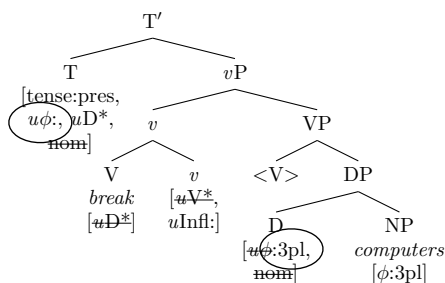 T′
T vP
[tense:pres,
uϕ:, uD*,
nom]
v VP
V v <V> DP
break [uV*,
[uD*] uInfl:]
D NP
[uϕ:3pl, computers
nom] [ϕ:3pl]